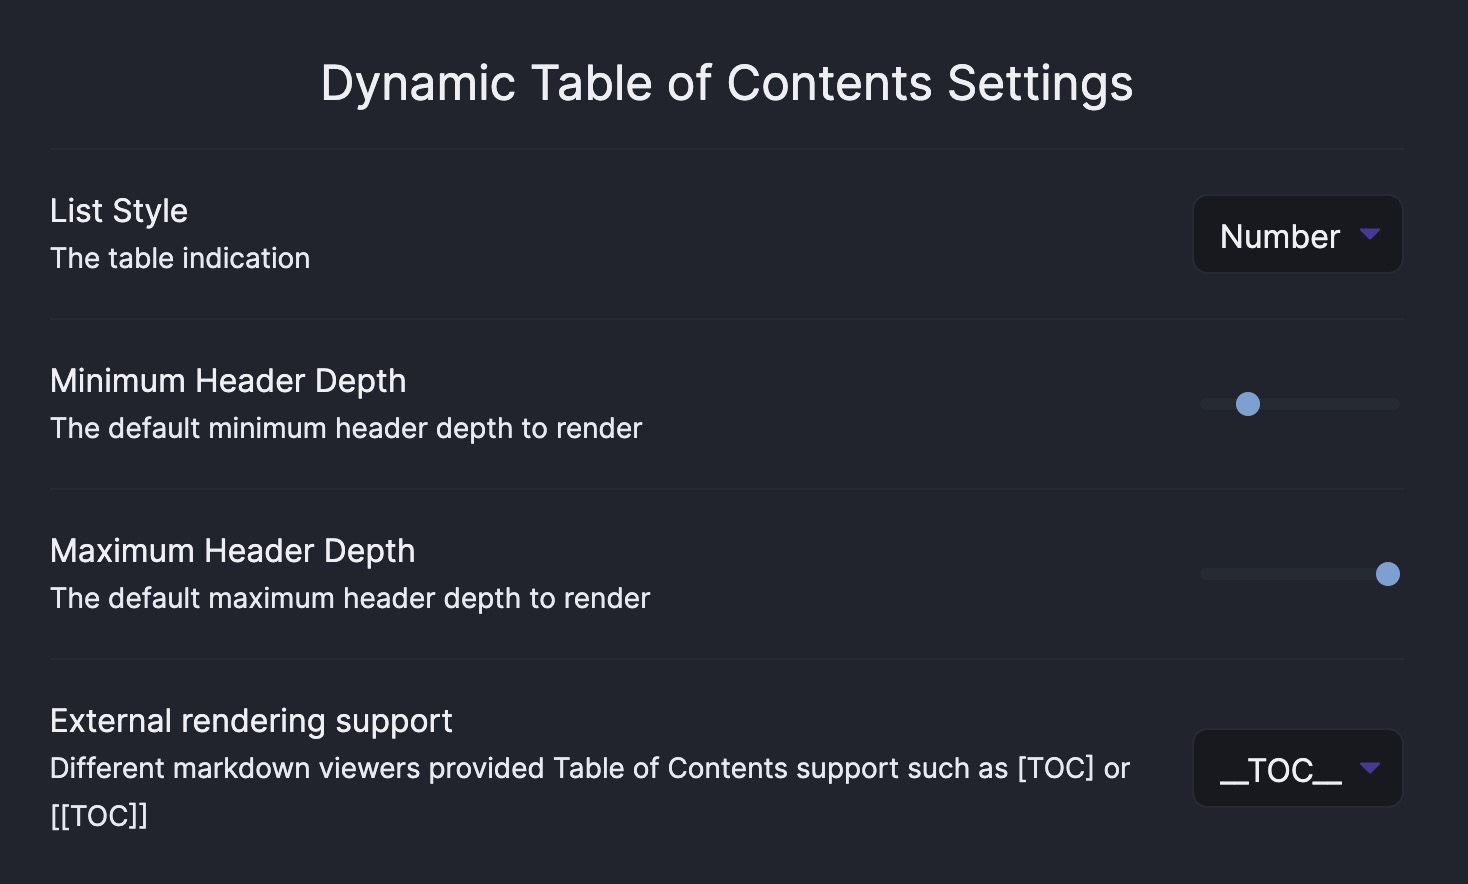 Dynamic Table of Contents Settings
List Style
The table indication
Number
Minimum Header Depth
The default minimum header depth to render
Maximum Header Depth
The default maximum header depth to render
External rendering support
Different markdown viewers provided Table of Contents support such as [TOC] or
[[TOC]]
__TOC__